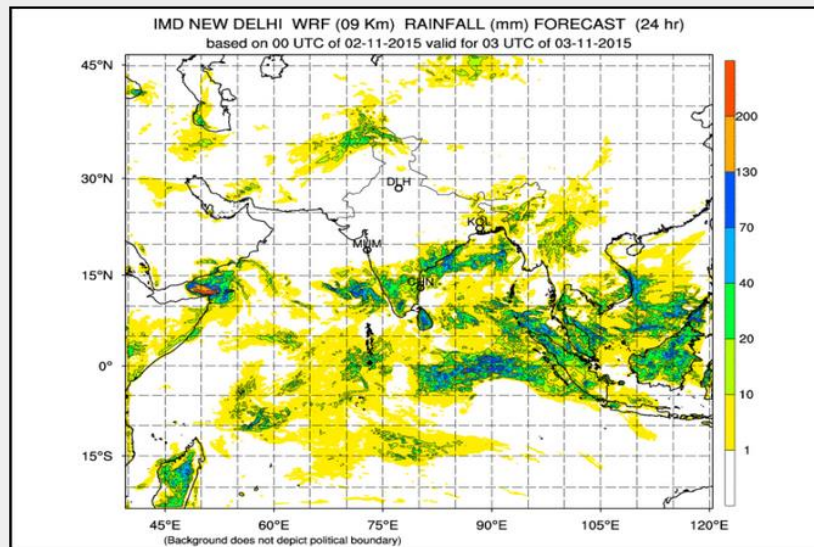 IMD NEW DELHI WRF (09 Km) RAINFALL (mm) FORECAST (24 hr)
based on 00 UTC of 02-11-2015 valid for 03 UTC of 03-11-2015
45°N
30°N
15°N
0°
15°S
DLH
KOL
MUM
CHN
200
130
70
40
20
10
1
45°E 60°E 75°E 90°E 105°E 120°E
(Background does not depict political boundary)